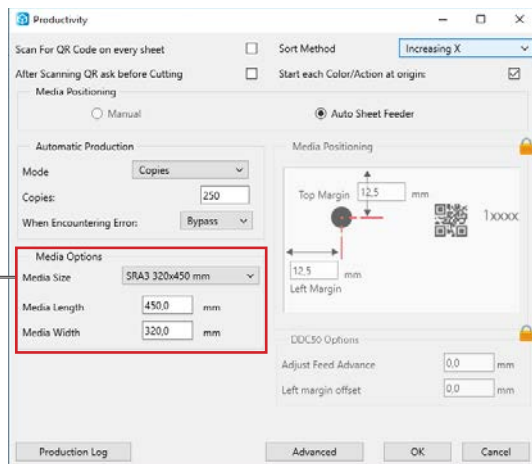 Productivity
Scan For QR Code on every sheet
Sort Method Increasing X
After Scanning QR ask before Cutting
Start each Color/Action at origin:
Media Positioning
Manual
Auto Sheet Feeder
Automatic Production
Mode Copies
Copies: 250
When Encountering Error: Bypass
Media Positioning
Top Margin 12,5 mm
1xxxx
12,5 mm
Left Margin
Media Options
Media Size SRA3 320x450 mm
Media Length 450,0 mm
Media Width 320,0 mm
DDC50 Options
Adjust Feed Advance 0,0 mm
Left margin offset 0,0 mm
Production Log
Advanced
OK
Cancel